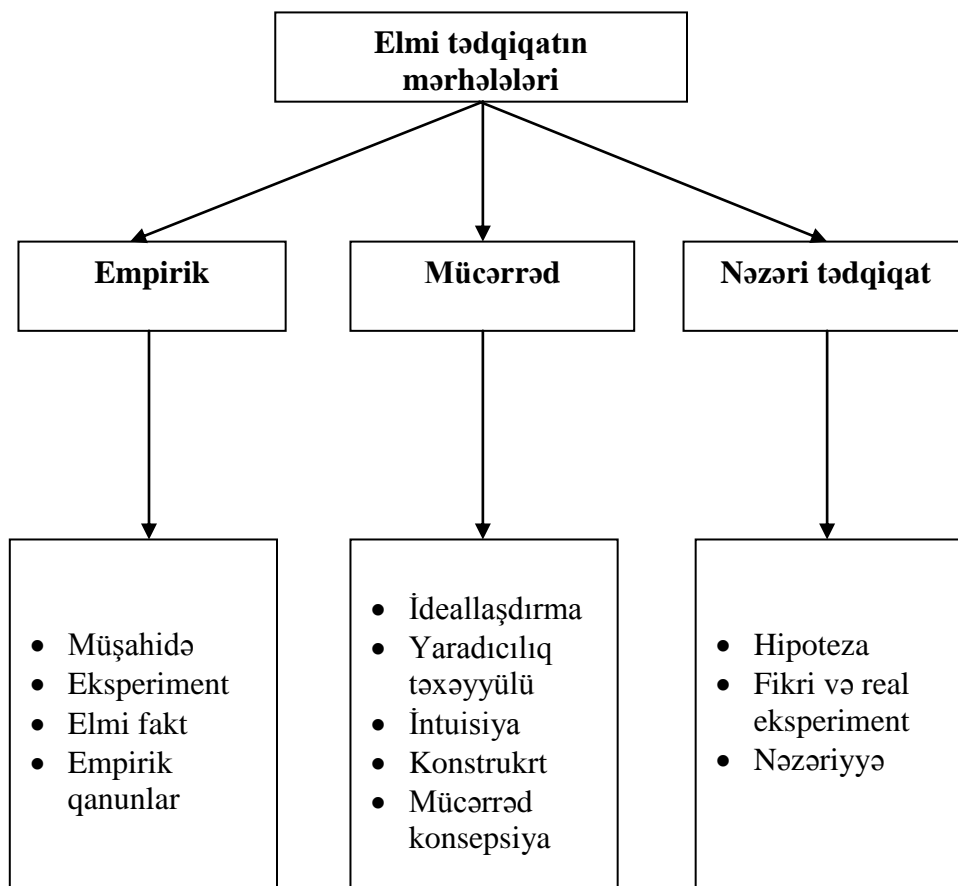 Elmi tədqiqatın
mərhələləri
Empirik
Mücərrəd
Nəzəri tədqiqat
• Müşahidə
• Eksperiment
• Elmi fakt
• Empirik
qanunlar
• İdeallaşdırma
• Yaradıcılıq
təxəyyülü
• İntuisiya
• Konstrukrt
• Mücərrəd
konsepsiya
• Hipoteza
• Fikri və real
eksperiment
• Nəzəriyyə